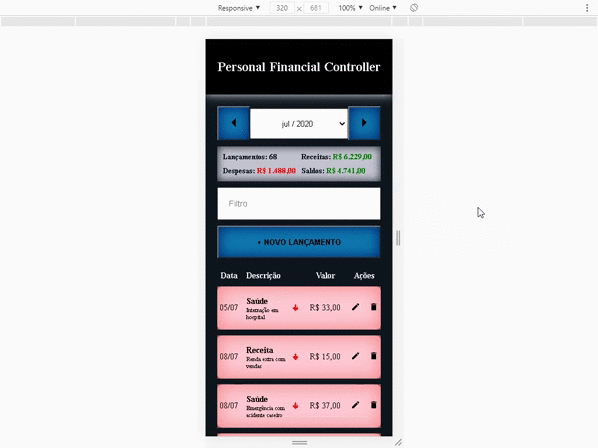 Responsive 320 × 681 100% Online
Personal Financial Controller
jul / 2020
Lançamentos: 68 Receitas: R$ 6.229,00
Despesas: R$ 1.488,00 Saldos: R$ 4.741,00
Filtro
+ NOVO LANÇAMENTO
Data Descrição Valor Ações
05/07 Saúde R$ 33,00
Internação em
hospital
08/07 Receita R$ 15,00
Renda extra com
vendas
08/07 Saúde R$ 37,00
Emergência com
acidente caseiro